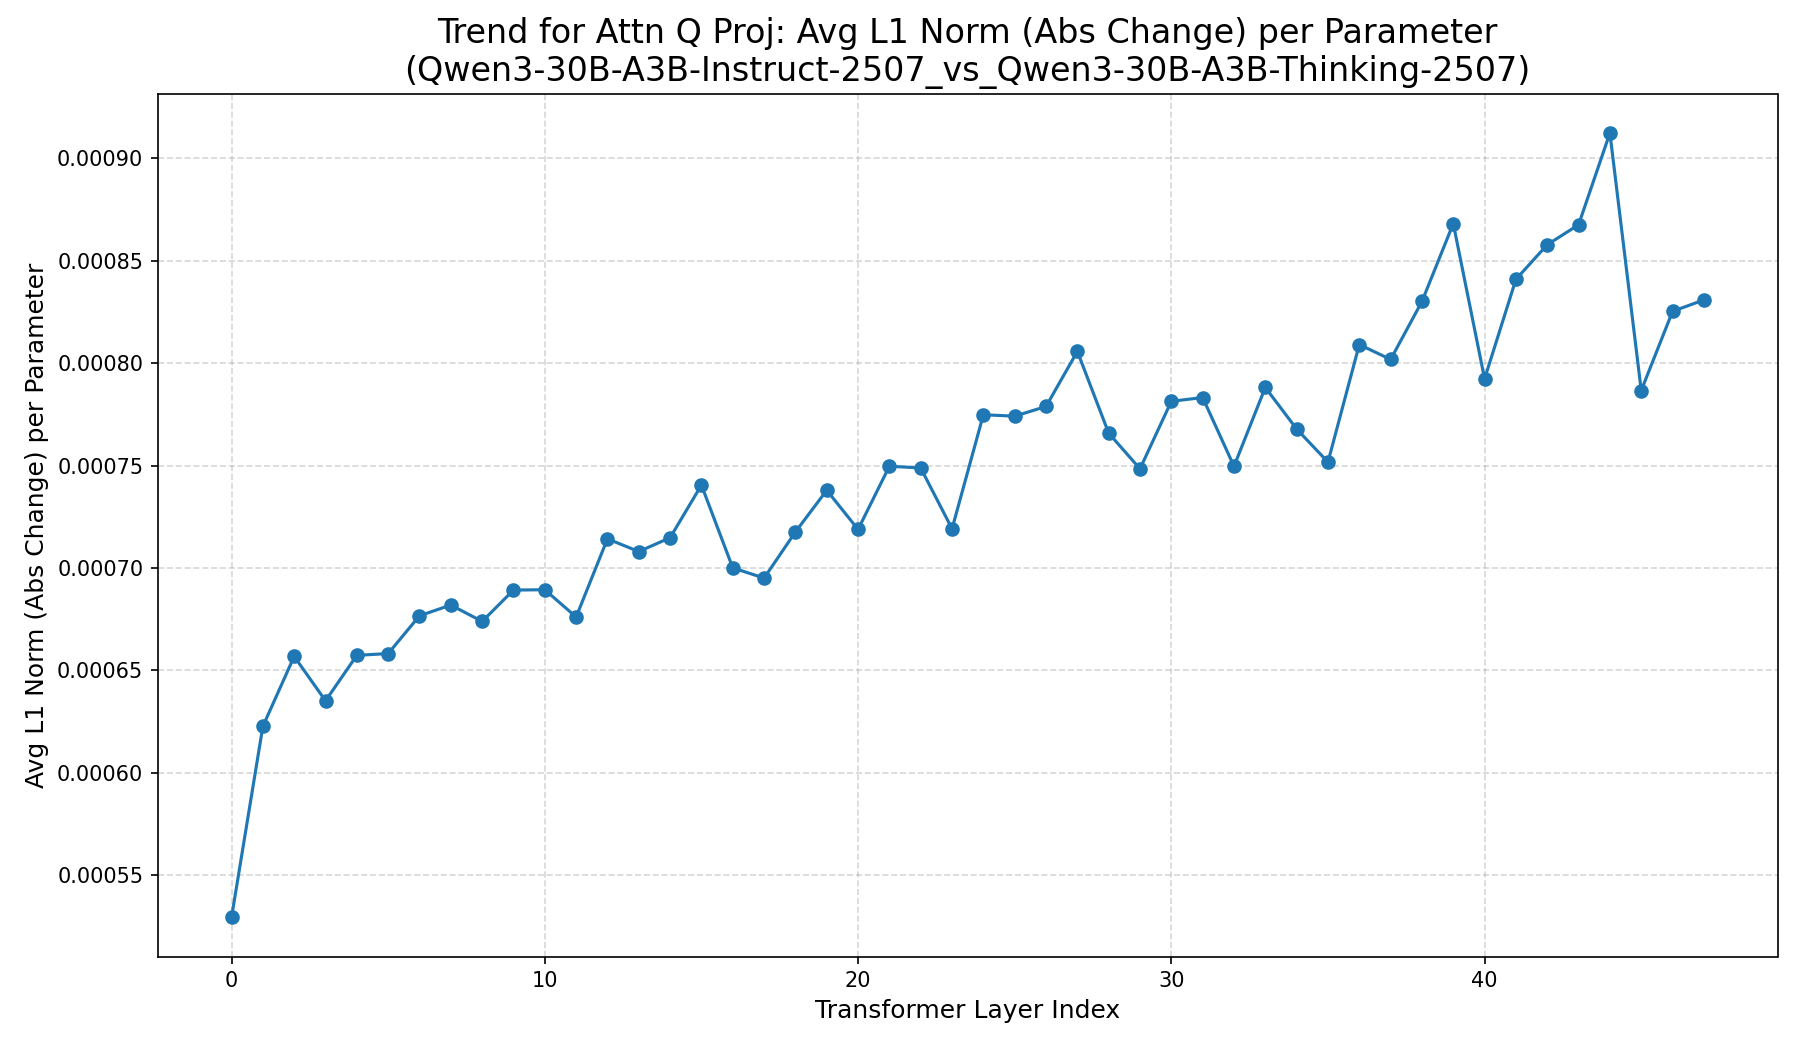 Trend for Attn Q Proj: Avg L1 Norm (Abs Change) per Parameter
(Qwen3-30B-A3B-Instruct-2507_vs_Qwen3-30B-A3B-Thinking-2507)
Avg L1 Norm (Abs Change) per Parameter
0.00090
0.00085
0.00080
0.00075
0.00070
0.00065
0.00060
0.00055
0 10 20 30 40
Transformer Layer Index